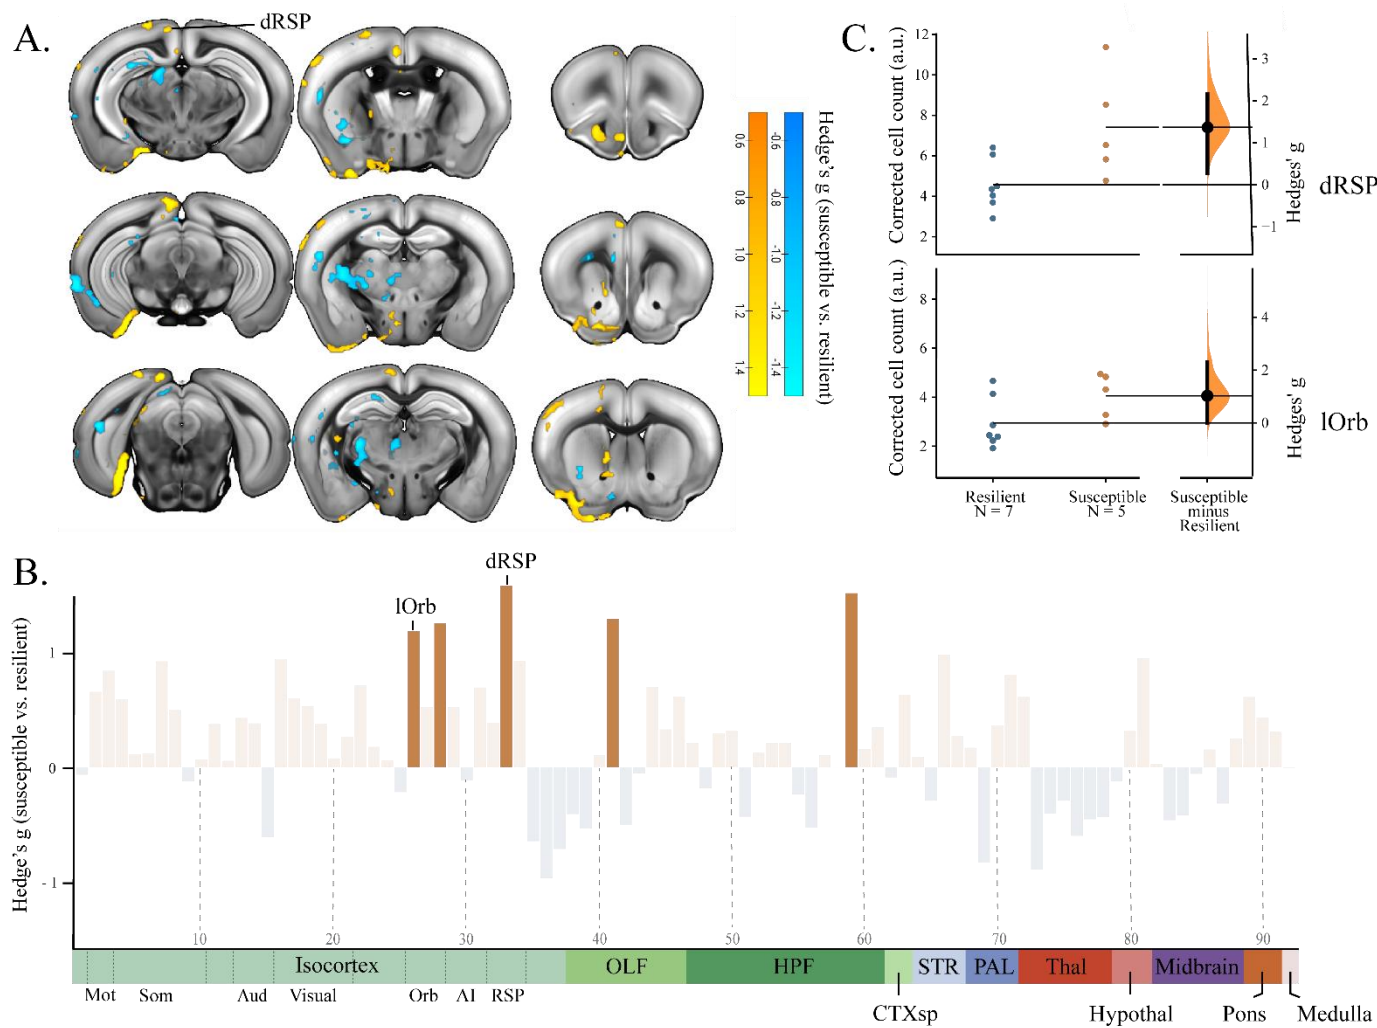 A.
dRSP
Hedge's g (susceptible vs. resilient)
0.6
0.8
1.0
1.2
1.4
-0.6
-0.8
-1.0
-1.2
-1.4
C.
Corrected cell count (a.u.)
12
10
8
6
4
2
3
2
1
0
−1
Hedges' g
dRSP
Corrected cell count (a.u.)
8
6
4
2
4
2
0
Hedges' g
lOrb
Resilient
N = 7
Susceptible
N = 5
Susceptible
minus
Resilient
B.
Hedge's g (susceptible vs. resilient)
1
0
- 1
lOrb
dRSP
10 20 30 40 50 60 70 80 90
Isocortex OLF HPF STR PAL Thal Midbrain
Mot Som Aud Visual Orb AI RSP
CTXsp Hypothal Pons Medulla